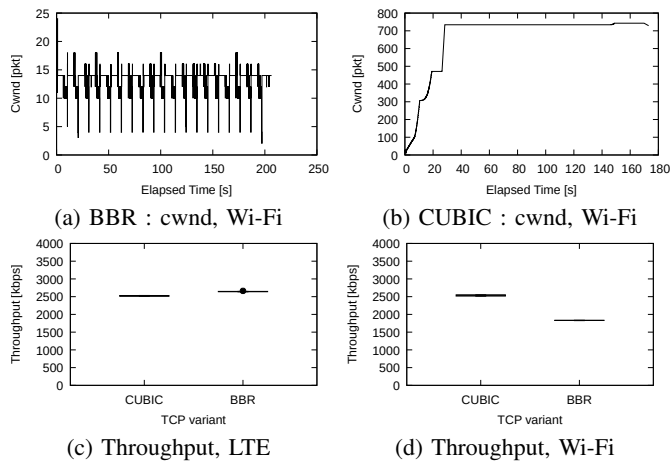 25
20
15
10
5
0
Cwnd [pkt]
0 50 100 150 200 250
Elapsed Time [s]
(a) BBR : cwnd, Wi-Fi
800
700
600
500
400
300
200
100
0
Cwnd [pkt]
0 20 40 60 80 100 120 140 160 180
Elapsed Time [s]
(b) CUBIC : cwnd, Wi-Fi
4000
3500
3000
2500
2000
1500
1000
500
0
Throughput [kbps]
CUBIC BBR
TCP variant
(c) Throughput, LTE
4000
3500
3000
2500
2000
1500
1000
500
0
Throughput [kbps]
CUBIC BBR
TCP variant
(d) Throughput, Wi-Fi